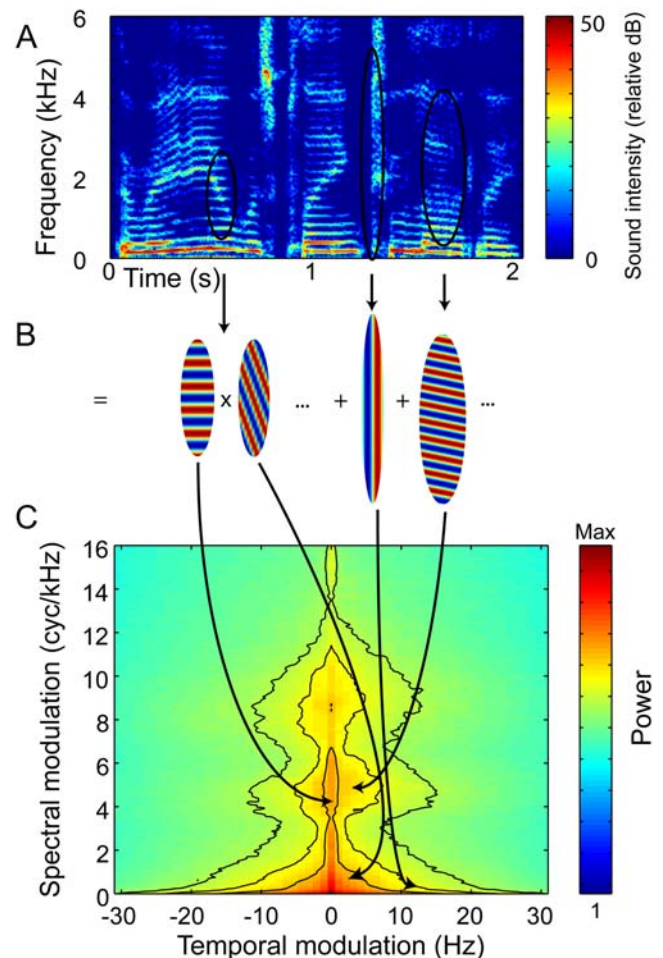 A
6
4
2
0
Frequency (kHz)
0
Time (s)
1
2
50
0
Sound intensity (relative dB)
B
= x ... + + ...
C
16
14
12
10
8
6
4
2
0
Spectral modulation (cyc/kHz)
-30 -20 -10 0 10 20 30
Temporal modulation (Hz)
Max
1
Power